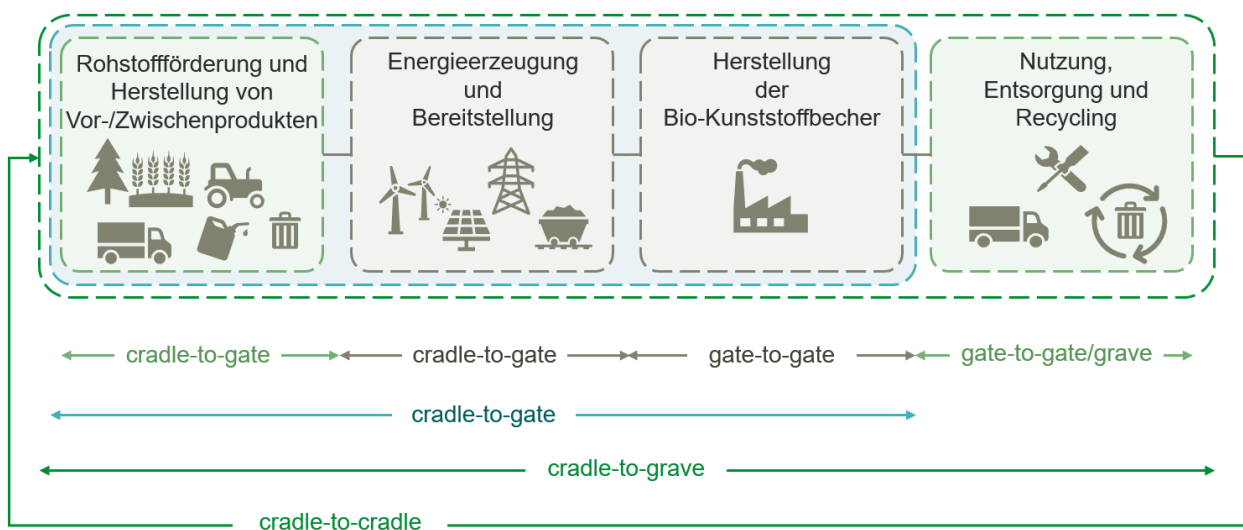 Rohstoffförderung und
Herstellung von
Vor-/Zwischenprodukten
Energieerzeugung
und
Bereitstellung
Herstellung
der
Bio-Kunststoffbecher
Nutzung,
Entsorgung und
Recycling
cradle-to-gate
cradle-to-gate
gate-to-gate
gate-to-gate/grave
cradle-to-gate
cradle-to-grave
cradle-to-cradle